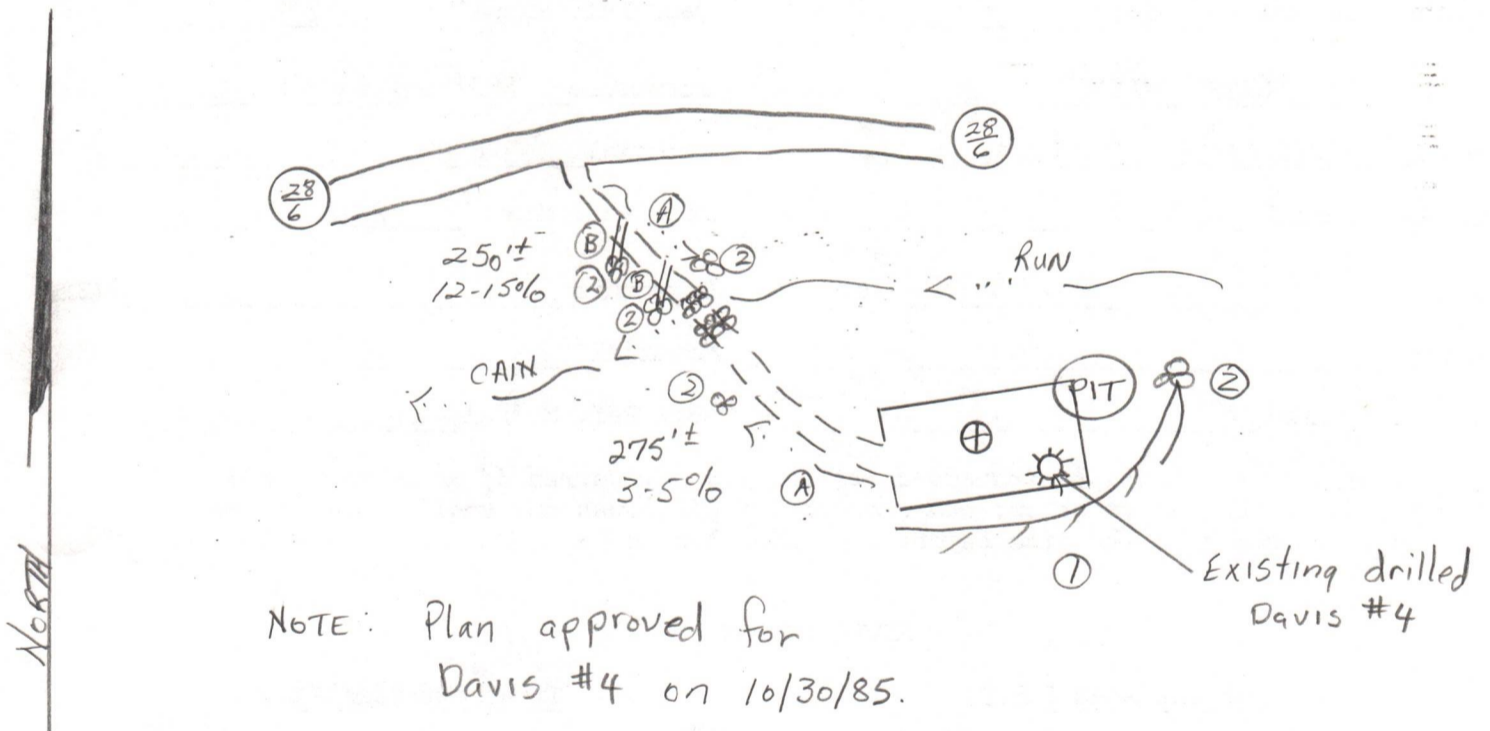 28
6
28
6
A
B
250'±
12-15%
2
2
B
2
RUN
CAIN
2
PIT
2
275'±
3-5%
A
1
Existing drilled
Davis #4
NORTH
NOTE: Plan approved for
Davis #4 on 10/30/85.